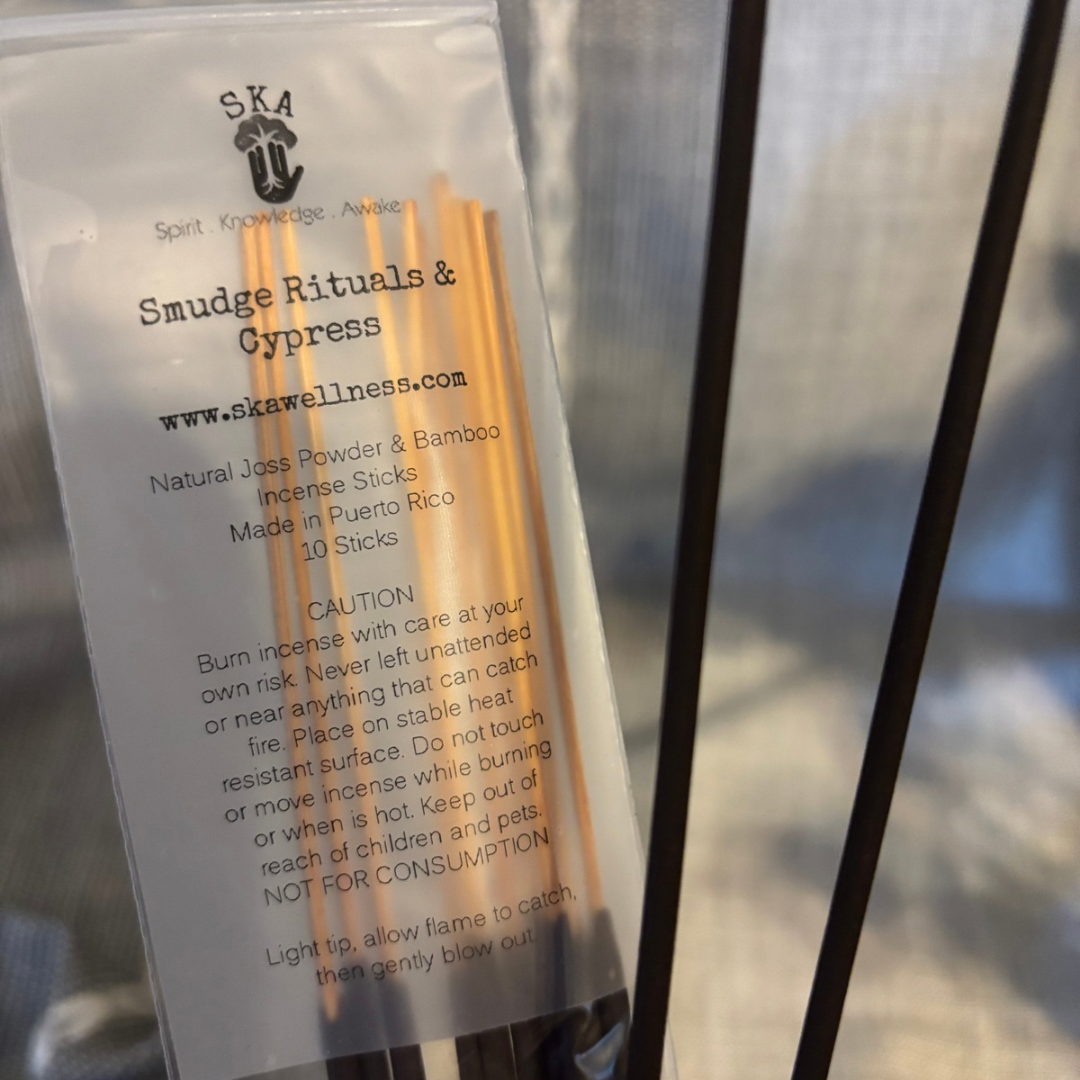 SKA
Spirit . Knowledge . Awake
Smudge Rituals &
Cypress
www.skawellness.com
Natural Joss Powder & Bamboo
Incense Sticks
Made in Puerto Rico
10 Sticks
CAUTION
Burn incense with care at your
own risk. Never left unattended
or near anything that can catch
fire. Place on stable heat
resistant surface. Do not touch
or move incense while burning
or when is hot. Keep out of
reach of children and pets.
NOT FOR CONSUMPTION
Light tip, allow flame to catch,
then gently blow out.